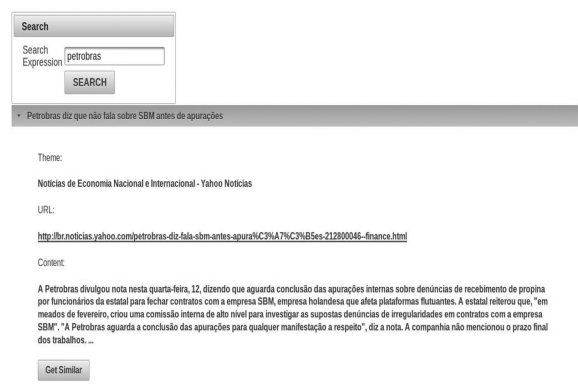 Search
Search
Expression
petrobras
SEARCH
Petrobras diz que não fala sobre SBM antes de apurações
Theme:
Notícias de Economia Nacional e Internacional - Yahoo Notícias
URL:
http://br.noticias.yahoo.com/petrobras-diz-fala-sbm-antes-apura%C3%A7%C3%B5es-212800046--finance.html
Content:
A Petrobras divulgou nota nesta quarta-feira, 12, dizendo que aguarda conclusão das apurações internas sobre denúncias de recebimento de propina
por funcionários da estatal para fechar contratos com a empresa SBM, empresa holandesa que afeta plataformas flutuantes. A estatal reiterou que, "em
meados de fevereiro, criou uma comissão interna de alto nível para investigar as supostas denúncias de irregularidades em contratos com a empresa
SBM". "A Petrobras aguarda a conclusão das apurações para qualquer manifestação a respeito", diz a nota. A companhia não mencionou o prazo final
dos trabalhos. ...
Get Similar